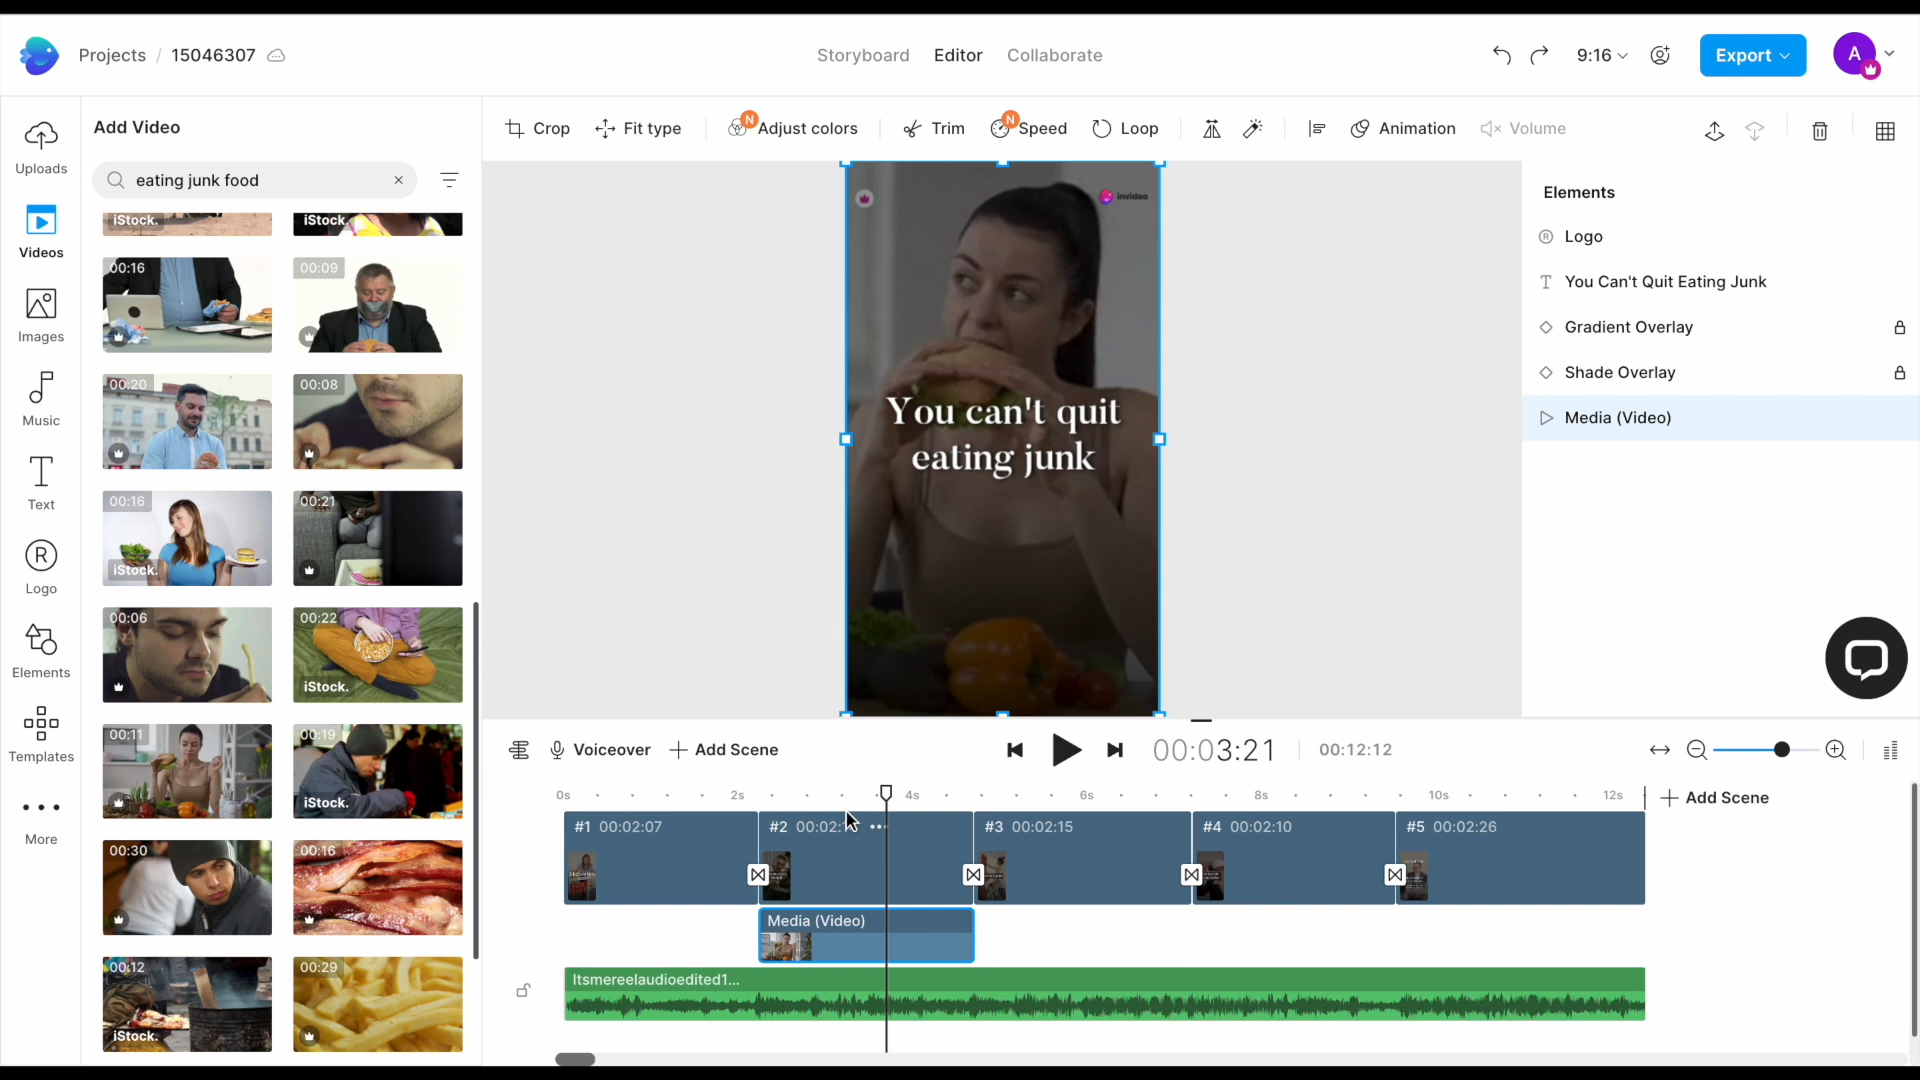 Projects / 15046307
Storyboard
Editor
Collaborate
9:16
Export
A
Uploads
Videos
Images
Music
Text
Logo
Elements
Templates
More
Add Video
eating junk food
iStock.
iStock.
00:16
00:09
00:20
00:08
00:16
iStock.
00:21
00:06
00:22
iStock.
00:11
00:19
iStock.
00:30
00:16
00:12
iStock.
00:29
Crop
Fit type
N
Adjust colors
Trim
N
Speed
Loop
Animation
Volume
invideo
You can't quit
eating junk
Elements
Logo
You Can't Quit Eating Junk
Gradient Overlay
Shade Overlay
Media (Video)
Voiceover
Add Scene
00:03:21
00:12:12
0s
2s
4s
6s
8s
10s
12s
Add Scene
#1 00:02:07
#2 00:02:
#3 00:02:15
#4 00:02:10
#5 00:02:26
Media (Video)
Itsmereelaudioedited1...